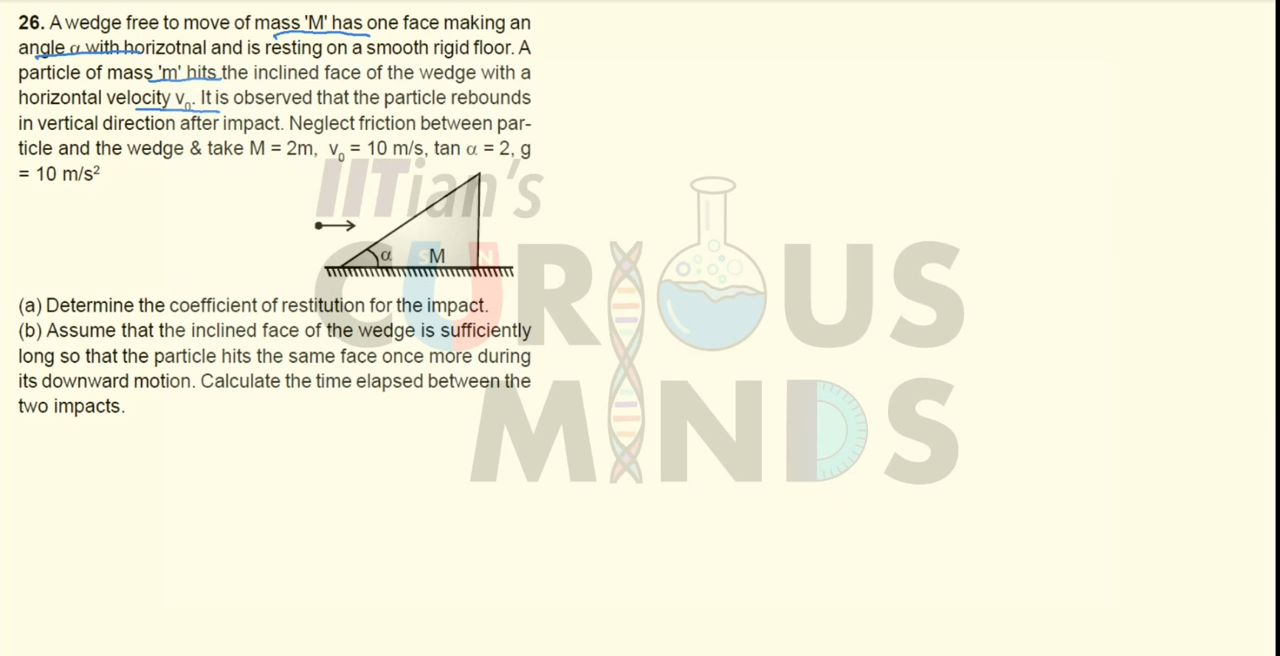 26. A wedge free to move of mass 'M' has one face making an
angle α with horizotnal and is resting on a smooth rigid floor. A
particle of mass 'm' hits the inclined face of the wedge with a
horizontal velocity v₀. It is observed that the particle rebounds
in vertical direction after impact. Neglect friction between par-
ticle and the wedge & take M = 2m, v₀ = 10 m/s, tan α = 2, g
= 10 m/s²
IITian's
α S M N
CURIOUS
MINDS
(a) Determine the coefficient of restitution for the impact.
(b) Assume that the inclined face of the wedge is sufficiently
long so that the particle hits the same face once more during
its downward motion. Calculate the time elapsed between the
two impacts.